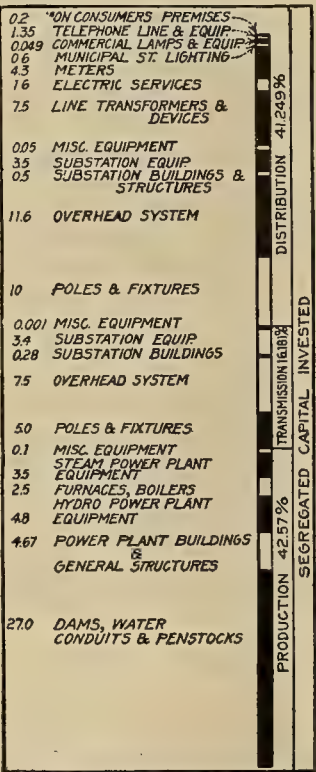 0.2 "ON CONSUMERS PREMISES
1.35 TELEPHONE LINE & EQUIP.
0.049 COMMERCIAL LAMPS & EQUIP.
0.6 MUNICIPAL ST. LIGHTING
4.3 METERS
1.6 ELECTRIC SERVICES
7.5 LINE TRANSFORMERS &
DEVICES
0.05 MISC. EQUIPMENT
3.5 SUBSTATION EQUIP
0.5 SUBSTATION BUILDINGS &
STRUCTURES
11.6 OVERHEAD SYSTEM
10 POLES & FIXTURES
0.001 MISC. EQUIPMENT
3.4 SUBSTATION EQUIP
0.28 SUBSTATION BUILDINGS
7.5 OVERHEAD SYSTEM
5.0 POLES & FIXTURES
0.1 MISC. EQUIPMENT
STEAM POWER PLANT
3.5 EQUIPMENT
2.5 FURNACES, BOILERS
HYDRO POWER PLANT
4.8 EQUIPMENT
4.67 POWER PLANT BUILDINGS
&
GENERAL STRUCTURES
27.0 DAMS, WATER
CONDUITS & PENSTOCKS
DISTRIBUTION 41.249%
TRANSMISSION 16.181%
PRODUCTION 42.57%
SEGREGATED CAPITAL INVESTED